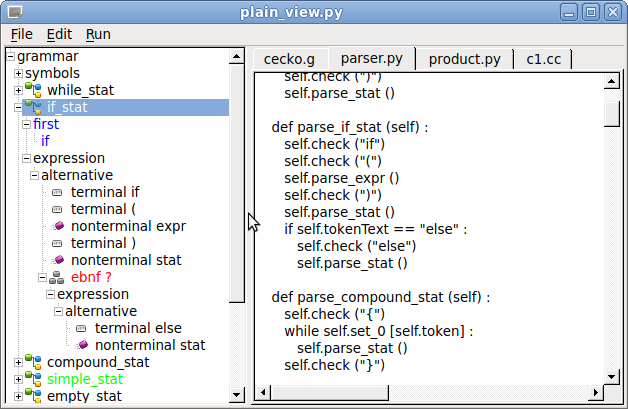 plain_view.py
File Edit Run
grammar
symbols
while_stat
if_stat
first
if
expression
alternative
terminal if
terminal (
nonterminal expr
terminal )
nonterminal stat
ebnf ?
expression
alternative
terminal else
nonterminal stat
compound_stat
simple_stat
empty_stat
cecko.g parser.py product.py c1.cc
self.check (")")
self.parse_stat ()
def parse_if_stat (self) :
self.check ("if")
self.check ("(")
self.parse_expr ()
self.check (")")
self.parse_stat ()
if self.tokenText == "else" :
self.check ("else")
self.parse_stat ()
def parse_compound_stat (self) :
self.check ("{")
while self.set_0 [self.token] :
self.parse_stat ()
self.check ("}")